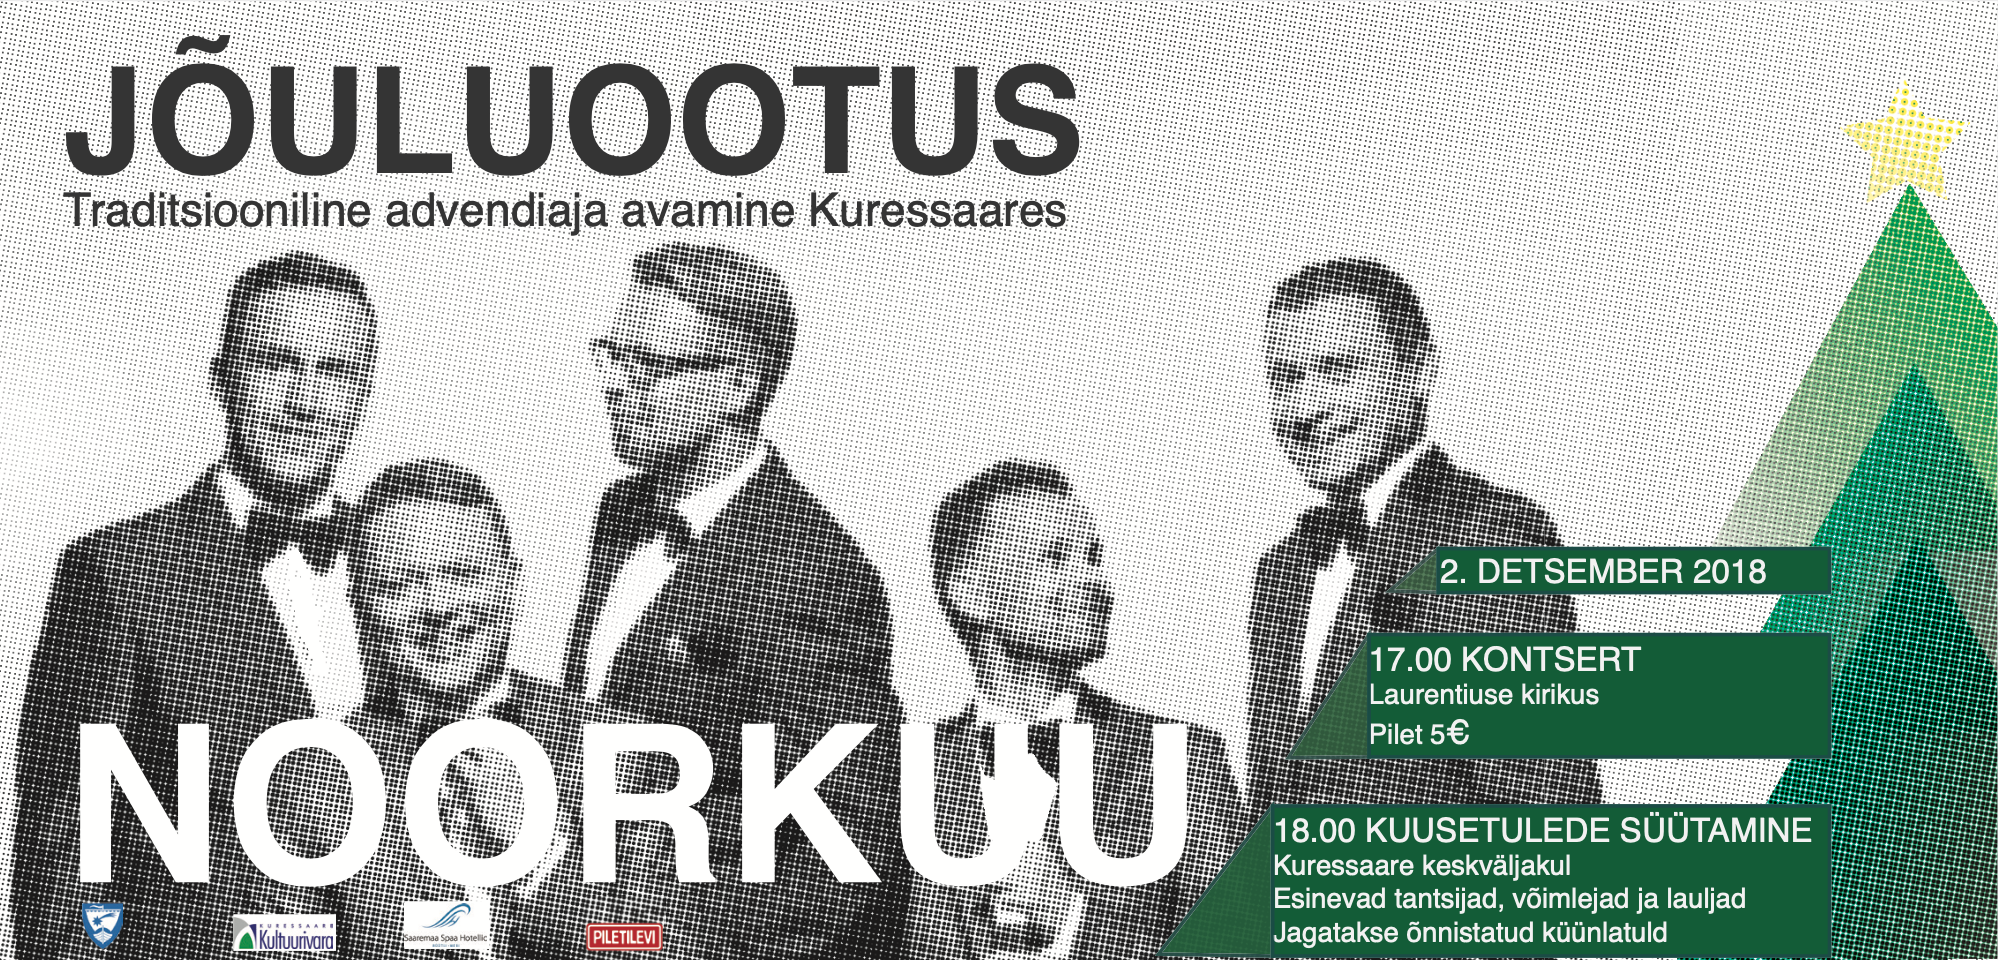 JÕULUOOTUS
Traditsiooniline advendiaja avamine Kuressaares
2. DETSEMBER 2018
17.00 KONTSERT
Laurentiuse kirikus
Pilet 5€
NOORKUU
18.00 KUUSETULEDE SÜÜTAMINE
Kuressaare keskväljakul
Esinevad tantsijad, võimlejad ja lauljad
Jagatakse õnnistatud küünlatuld
KURESSAARE
Kultuurivara
Saaremaa Spaa Hotellid
PILETILEVI